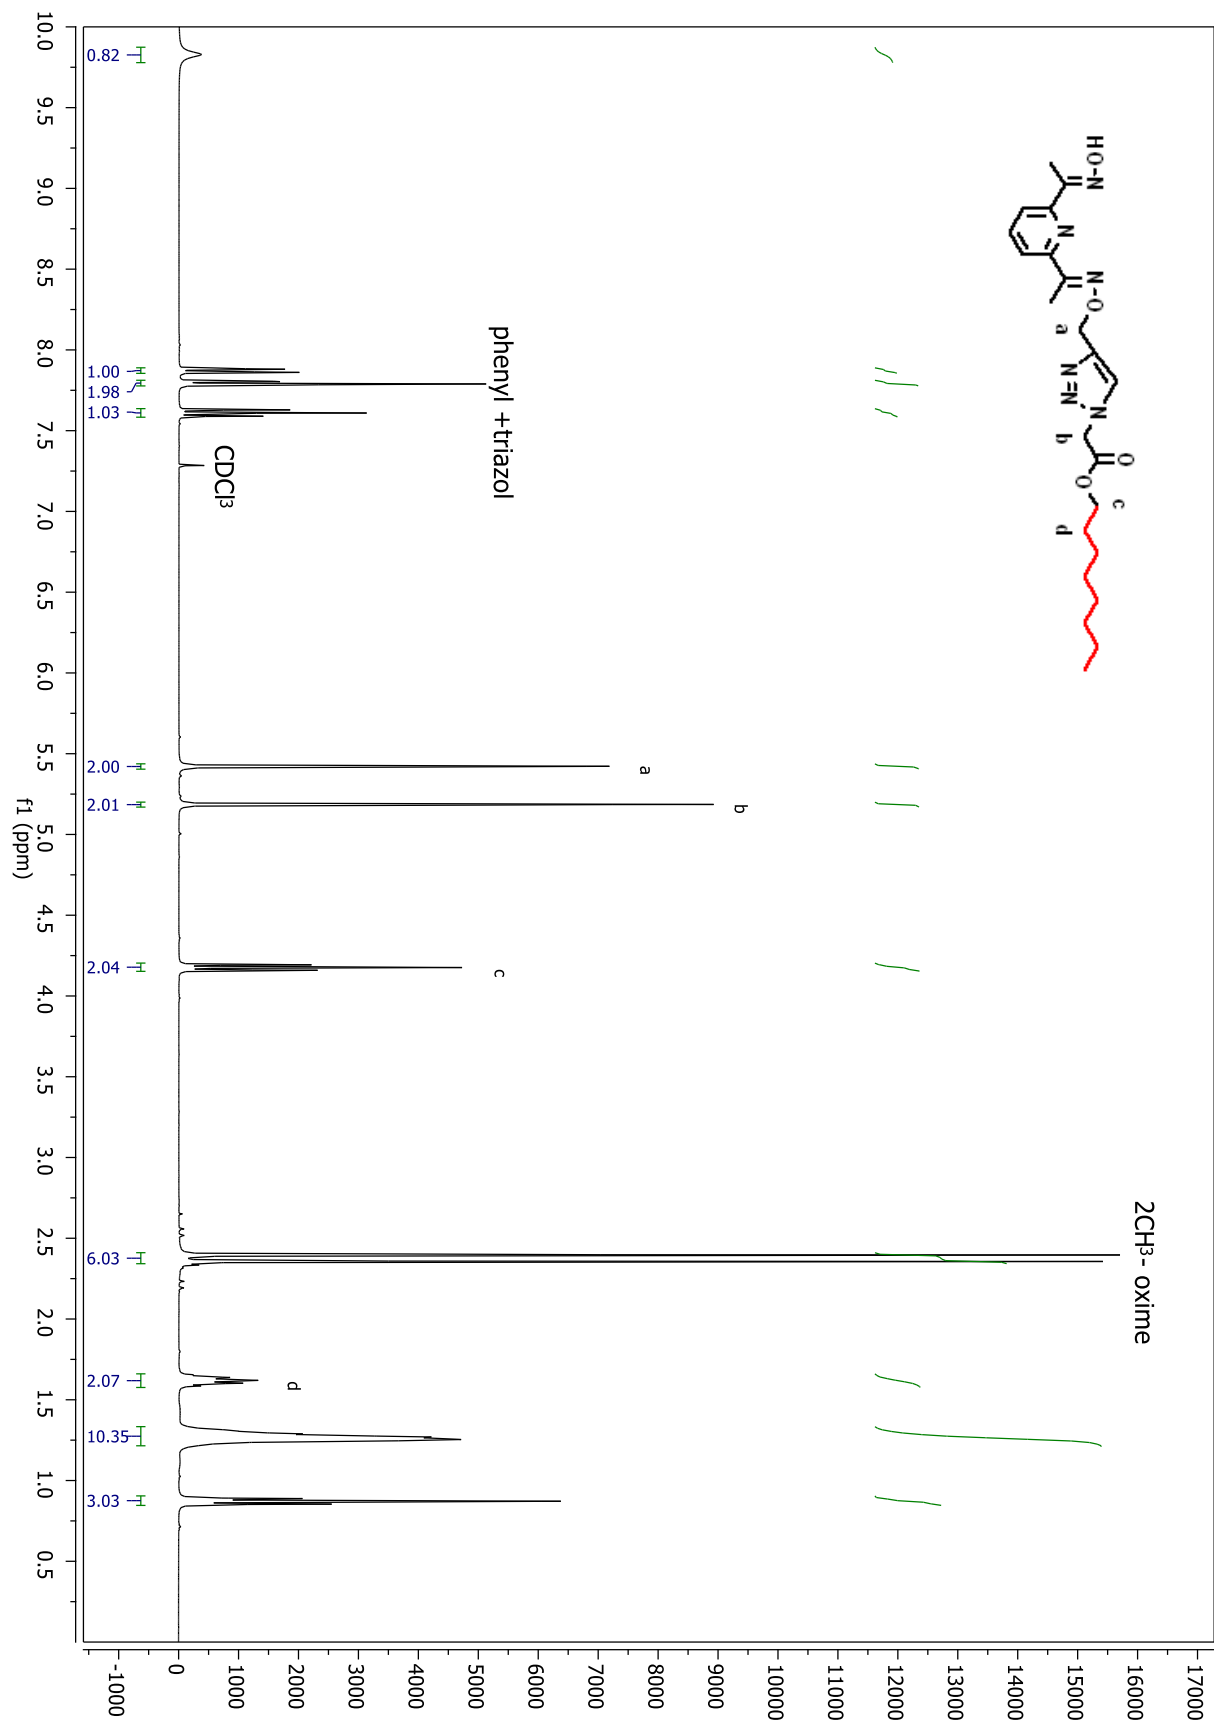 2CH3- oxime
phenyl +triazol
CDCl3
HO-N
N
N-O
a
N=N
N
b
O
O
c
d
a
b
c
d
0.82
1.00
1.98
1.03
2.00
2.01
2.04
6.03
2.07
10.35
3.03
10.0 9.5 9.0 8.5 8.0 7.5 7.0 6.5 6.0 5.5 5.0 4.5 4.0 3.5 3.0 2.5 2.0 1.5 1.0 0.5
f1 (ppm)
17000
16000
15000
14000
13000
12000
11000
10000
9000
8000
7000
6000
5000
4000
3000
2000
1000
0
-1000